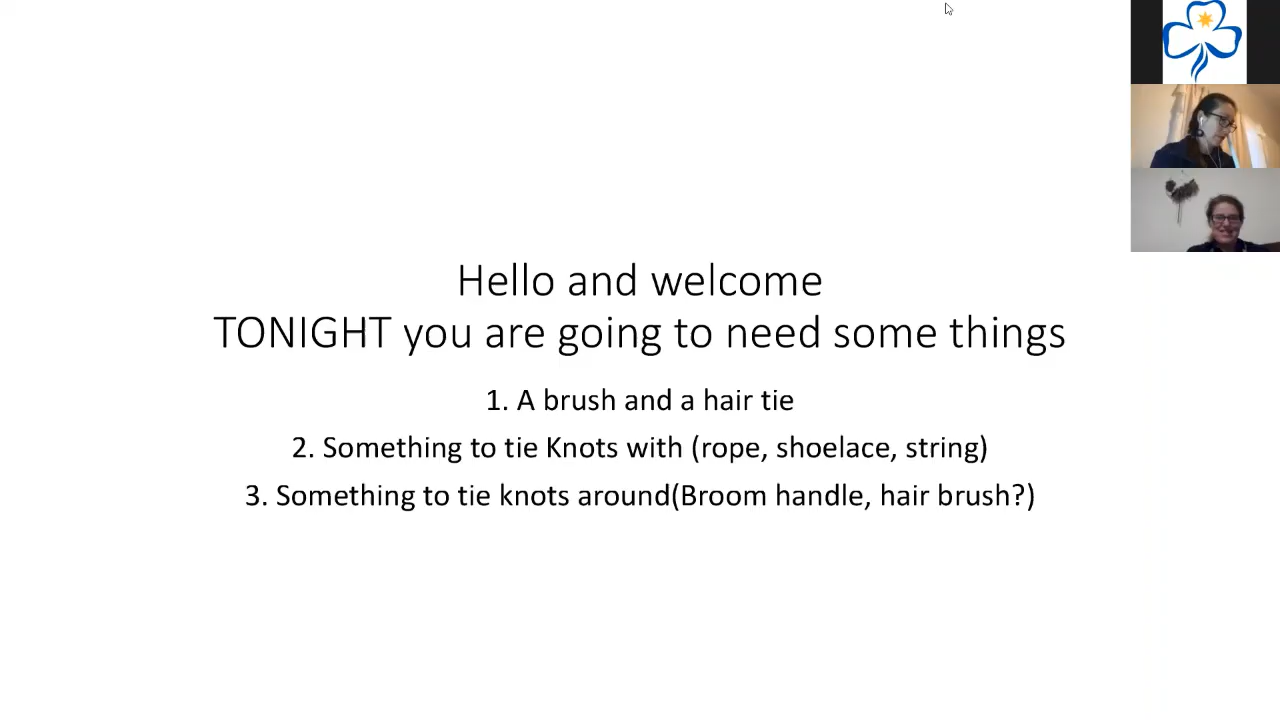 Hello and welcome
TONIGHT you are going to need some things
1. A brush and a hair tie
2. Something to tie Knots with (rope, shoelace, string)
3. Something to tie knots around(Broom handle, hair brush?)